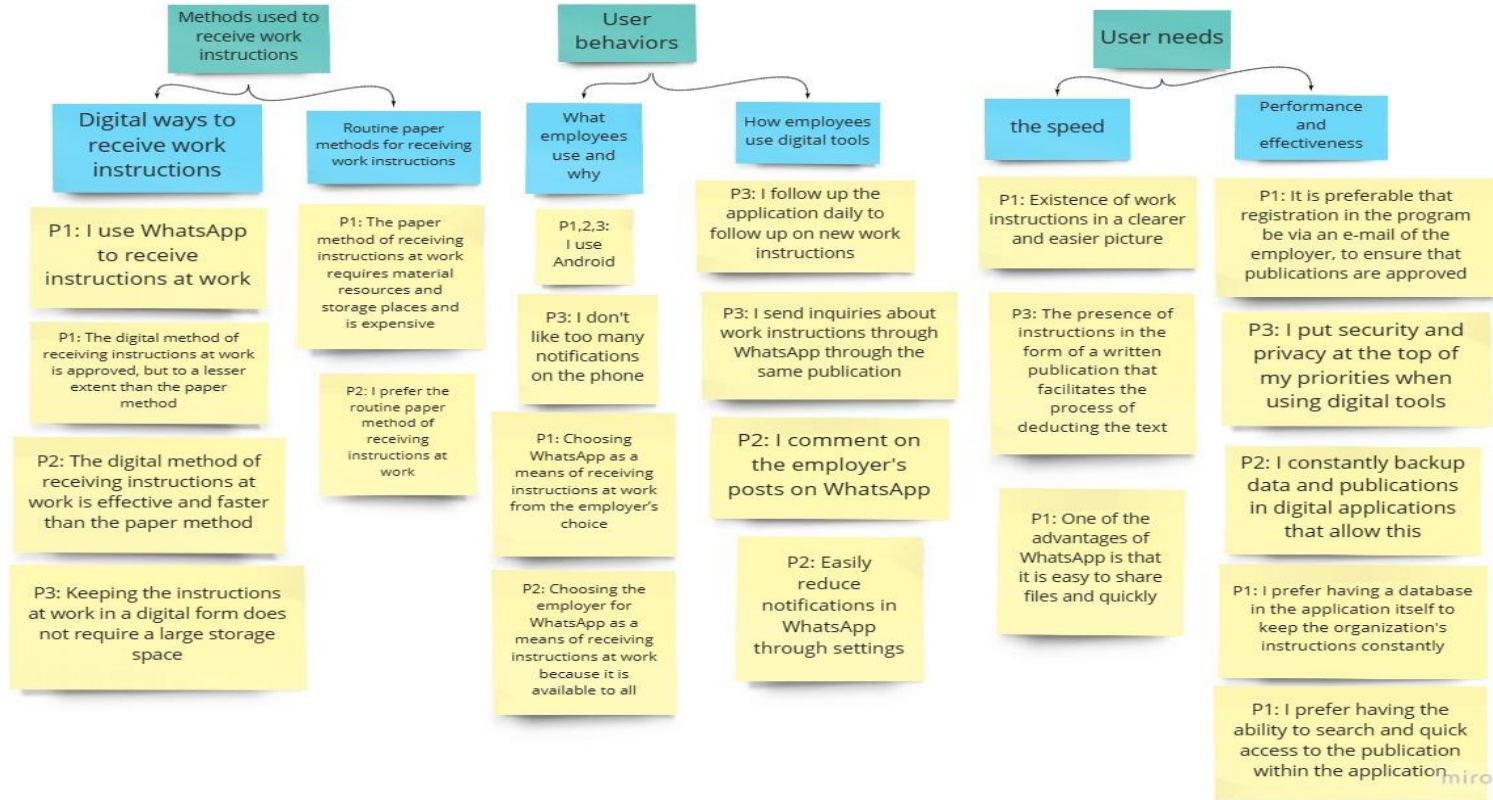 Methods used to
receive work
instructions
Digital ways to
receive work
instructions
P1: I use WhatsApp
to receive
instructions at work
P1: The digital method of
receiving instructions at work
is approved, but to a lesser
extent than the paper
method
P2: The digital method of
receiving instructions at
work is effective and faster
than the paper method
P3: Keeping the instructions
at work in a digital form does
not require a large storage
space
Routine paper
methods for receiving
work instructions
P1: The paper
method of receiving
instructions at work
requires material
resources and
storage places and
is expensive
P2: I prefer the
routine paper
method of
receiving
instructions at
work
User
behaviors
What
employees
use and
why
P1,2,3:
I use
Android
P3: I don't
like too many
notifications
on the phone
P1: Choosing
WhatsApp as a
means of receiving
instructions at work
from the employer's
choice
P2: Choosing the
employer for
WhatsApp as a
means of receiving
instructions at work
because it is
available to all
How employees
use digital tools
P3: I follow up the
application daily to
follow up on new work
instructions
P3: I send inquiries about
work instructions through
WhatsApp through the
same publication
P2: I comment on
the employer's
posts on WhatsApp
P2: Easily
reduce
notifications in
WhatsApp
through settings
User needs
the speed
P1: Existence of work
instructions in a clearer
and easier picture
P3: The presence of
instructions in the
form of a written
publication that
facilitates the
process of
deducting the text
P1: One of the
advantages of
WhatsApp is that
it is easy to share
files and quickly
Performance
and
effectiveness
P1: It is preferable that
registration in the program
be via an e-mail of the
employer, to ensure that
publications are approved
P3: I put security and
privacy at the top of
my priorities when
using digital tools
P2: I constantly backup
data and publications
in digital applications
that allow this
P1: I prefer having a database
in the application itself to
keep the organization's
instructions constantly
P1: I prefer having the
ability to search and quick
access to the publication
within the application
miro